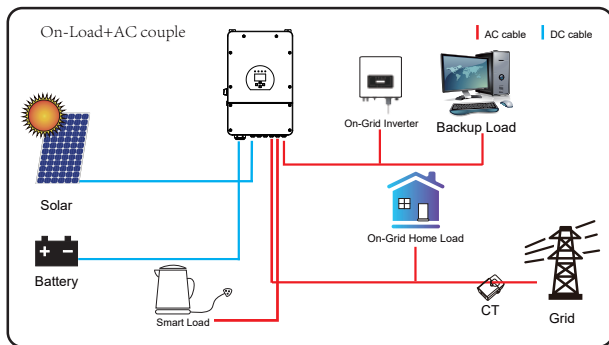 On-Load+AC couple
AC cable
DC cable
On-Grid Inverter
Backup Load
Solar
On-Grid Home Load
Battery
Smart Load
CT
Grid